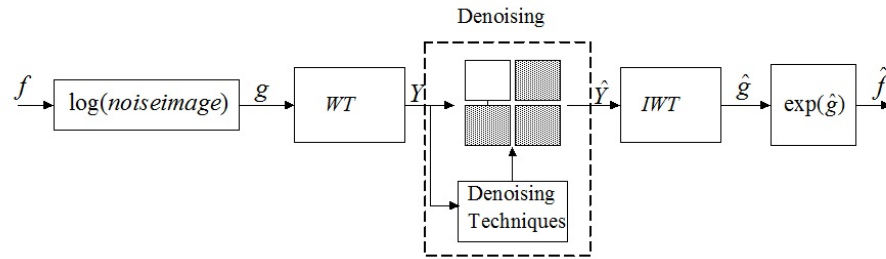 Denoising
f
log(noiseimage)
g
WT
Y
Ŷ
IWT
ĝ
exp(ĝ)
f̂
Denoising
Techniques